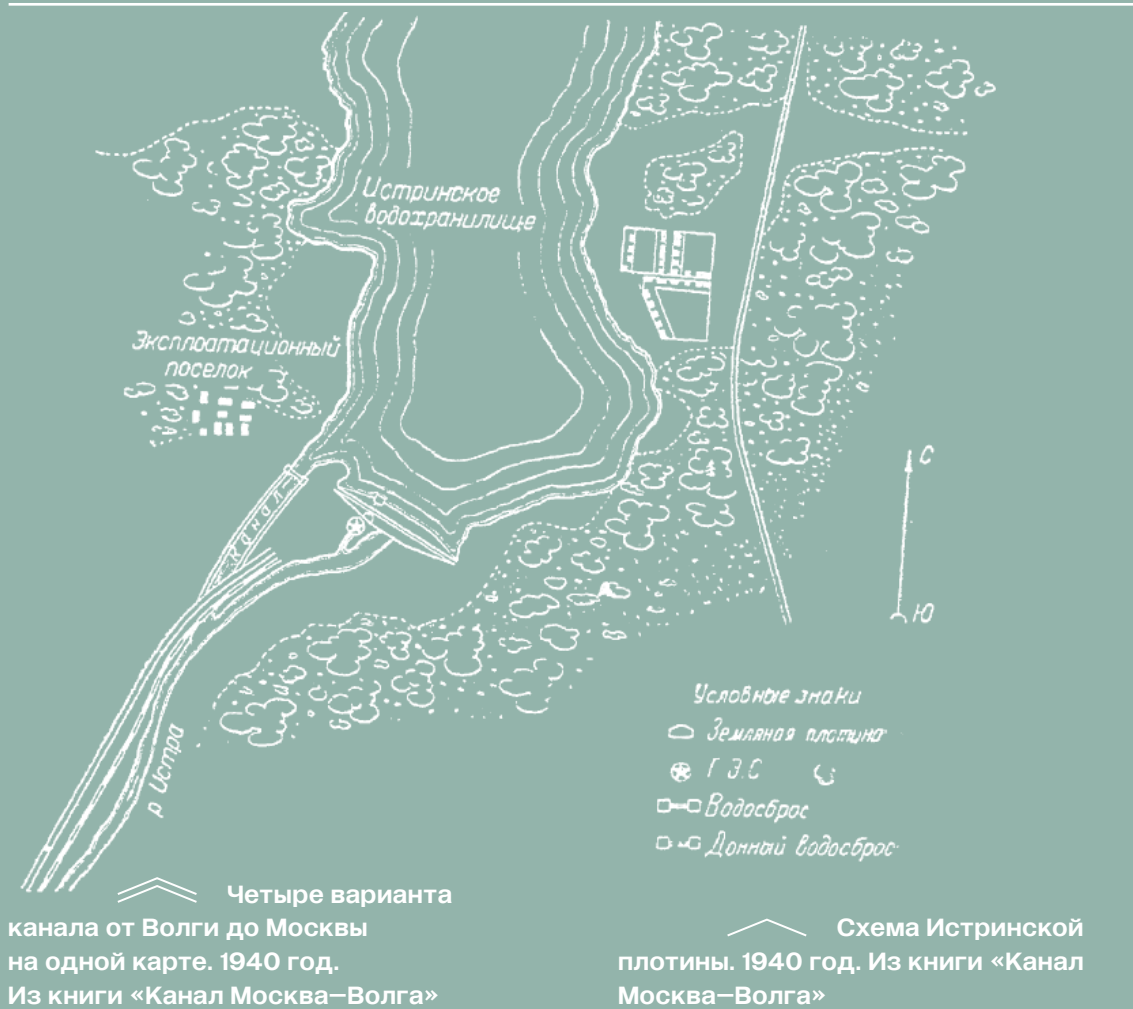 Истринское
водохранилище
Эксплоатационный
поселок
Канал
р Истра
С
Ю
Условные знаки
Земляная плотина
Г.Э.С
Водосброс
Донный водосброс
Четыре варианта
канала от Волги до Москвы
на одной карте. 1940 год.
Из книги «Канал Москва—Волга»
Схема Истринской
плотины. 1940 год. Из книги «Канал
Москва—Волга»